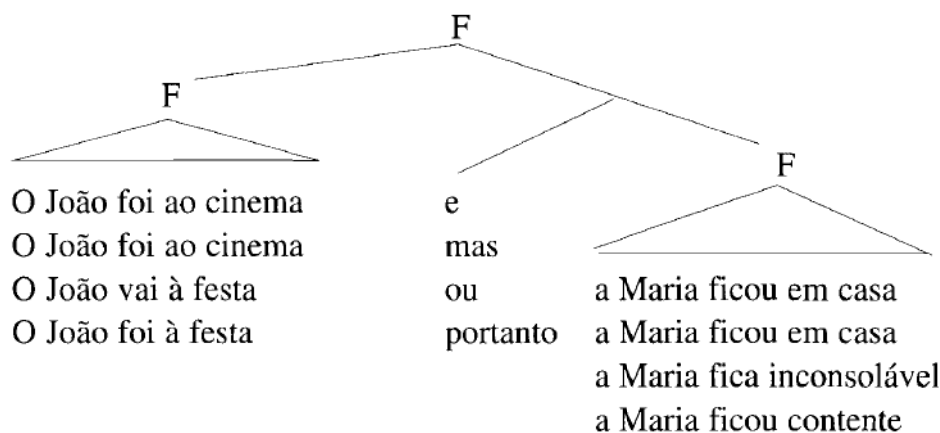 F
F
F
O João foi ao cinema e
O João foi ao cinema mas
O João vai à festa ou a Maria ficou em casa
O João foi à festa portanto a Maria ficou em casa
a Maria fica inconsolável
a Maria ficou contente